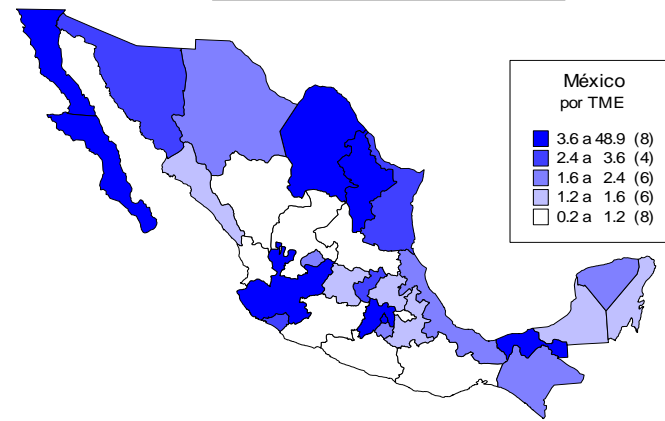 México
por TME
3.6 a 48.9 (8)
2.4 a 3.6 (4)
1.6 a 2.4 (6)
1.2 a 1.6 (6)
0.2 a 1.2 (8)